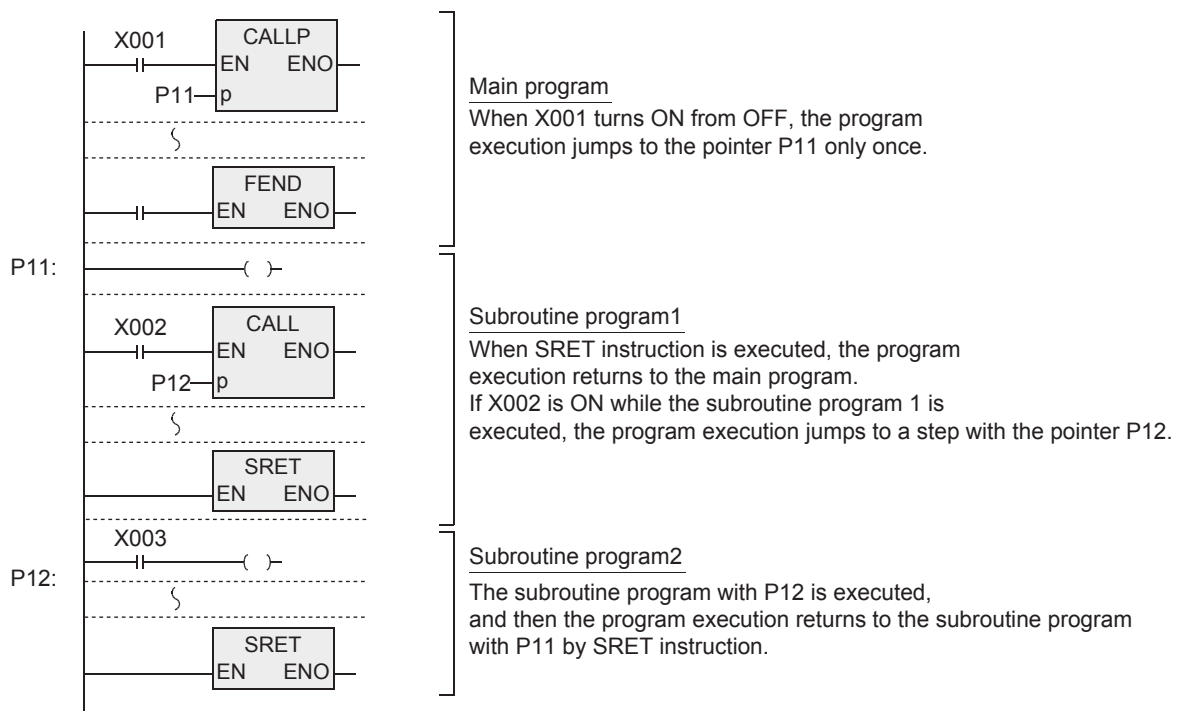 X001
CALLP
EN ENO
P11 p
Main program
When X001 turns ON from OFF, the program
execution jumps to the pointer P11 only once.
FEND
EN ENO
P11:
X002
CALL
EN ENO
P12 p
Subroutine program1
When SRET instruction is executed, the program
execution returns to the main program.
If X002 is ON while the subroutine program 1 is
executed, the program execution jumps to a step with the pointer P12.
SRET
EN ENO
X003
P12:
Subroutine program2
The subroutine program with P12 is executed,
and then the program execution returns to the subroutine program
with P11 by SRET instruction.
SRET
EN ENO